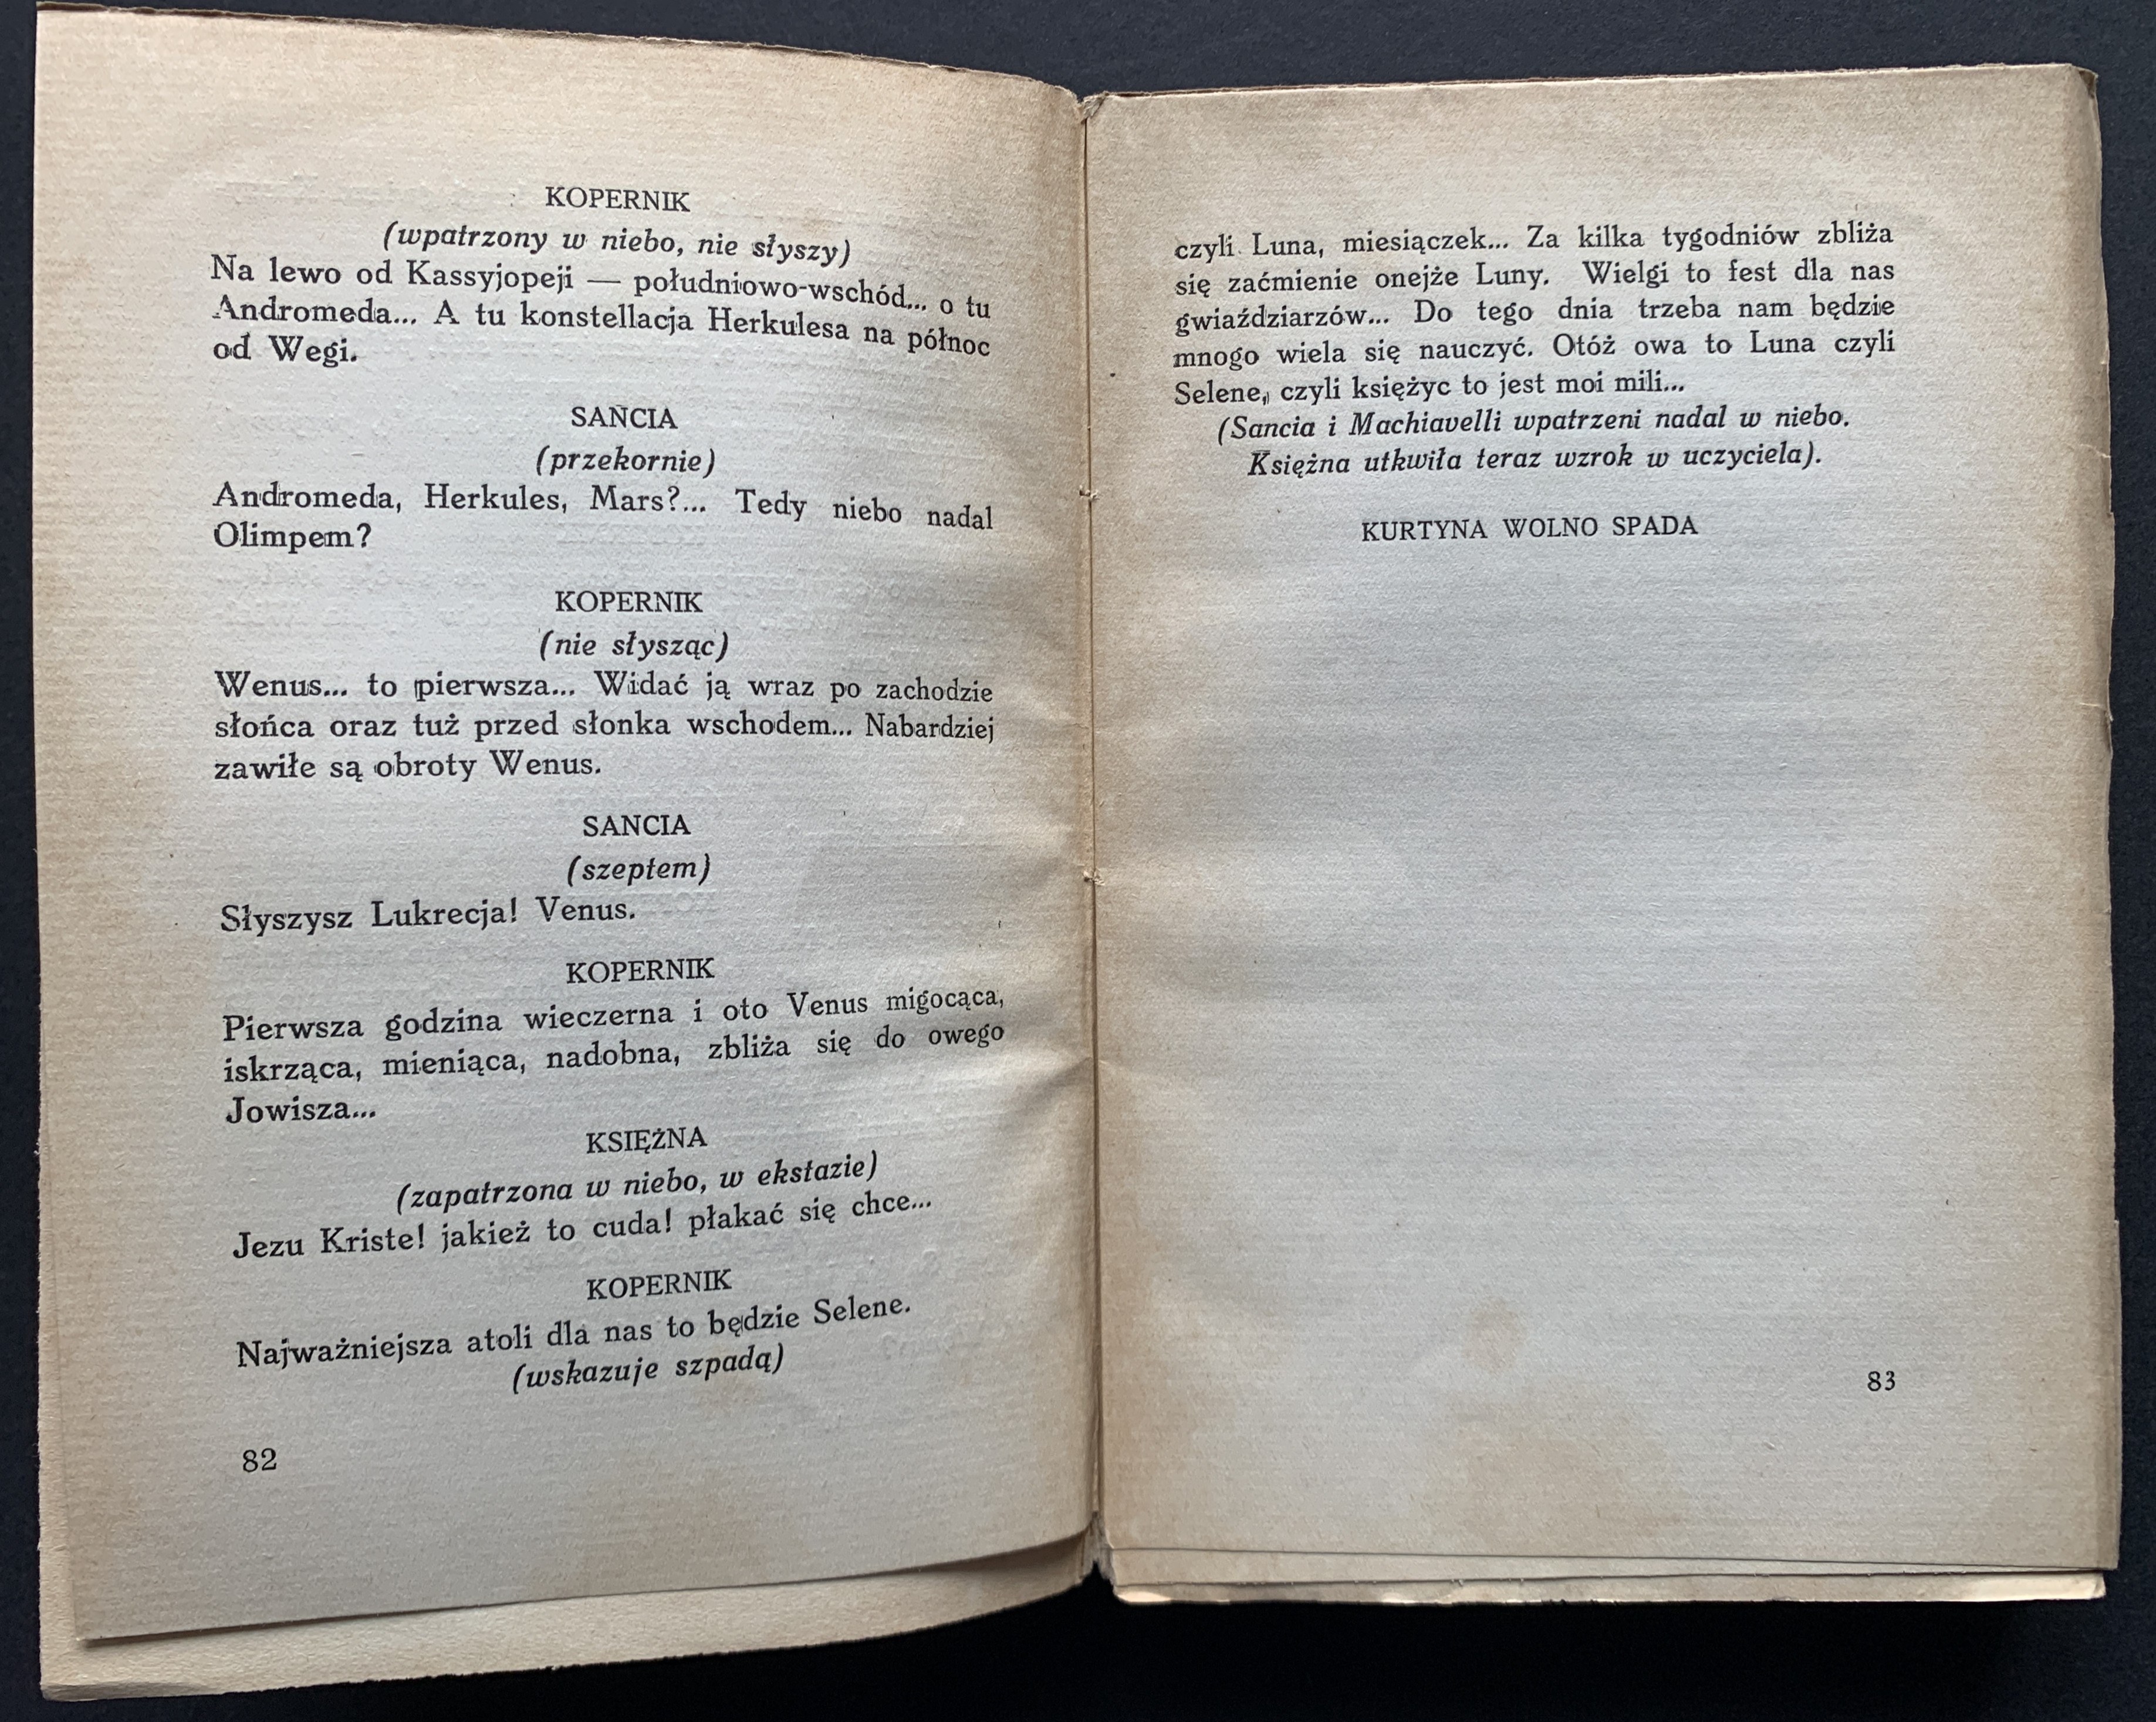 KOPERNIK
(wpatrzony w niebo, nie słyszy)
Na lewo od Kassyjopeji — południowo-wschód... o tu
Andromeda... A tu konstellacja Herkulesa na północ
od Wegi.
SAŃCIA
(przekornie)
Andromeda, Herkules, Mars?... Tedy niebo nadal
Olimpem?
KOPERNIK
(nie słysząc)
Wenus... to pierwsza... Widać ją wraz po zachodzie
słońca oraz tuż przed słonka wschodem... Nabardziej
zawiłe są obroty Wenus.
SANCIA
(szeptem)
Słyszysz Lukrecja! Venus.
KOPERNIK
Pierwsza godzina wieczerna i oto Venus migocąca,
iskrząca, mieniąca, nadobna, zbliża się do owego
Jowisza...
KSIĘŻNA
(zapatrzona w niebo, w ekstazie)
Jezu Kriste! jakież to cuda! płakać się chce...
KOPERNIK
Najważniejsza atoli dla nas to będzie Selene.
(wskazuje szpadą)
82
czyli Luna, miesiączek... Za kilka tygodniów zbliża
się zaćmienie onejże Luny. Wielgi to fest dla nas
gwiaździarzów... Do tego dnia trzeba nam będzie
mnogo wiela się nauczyć. Otóż owa to Luna czyli
Selene, czyli księżyc to jest moi mili...
(Sancia i Machiavelli wpatrzeni nadal w niebo.
Księżna utkwiła teraz wzrok w uczyciela).
KURTYNA WOLNO SPADA
83